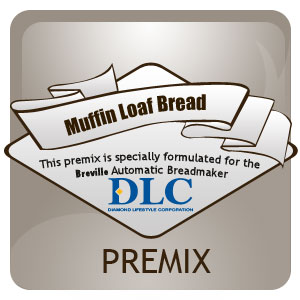 Muffin Loaf Bread
This premix is specially formulated for the
Breville Automatic Breadmaker
DLC
DIAMOND LIFESTYLE CORPORATION
PREMIX